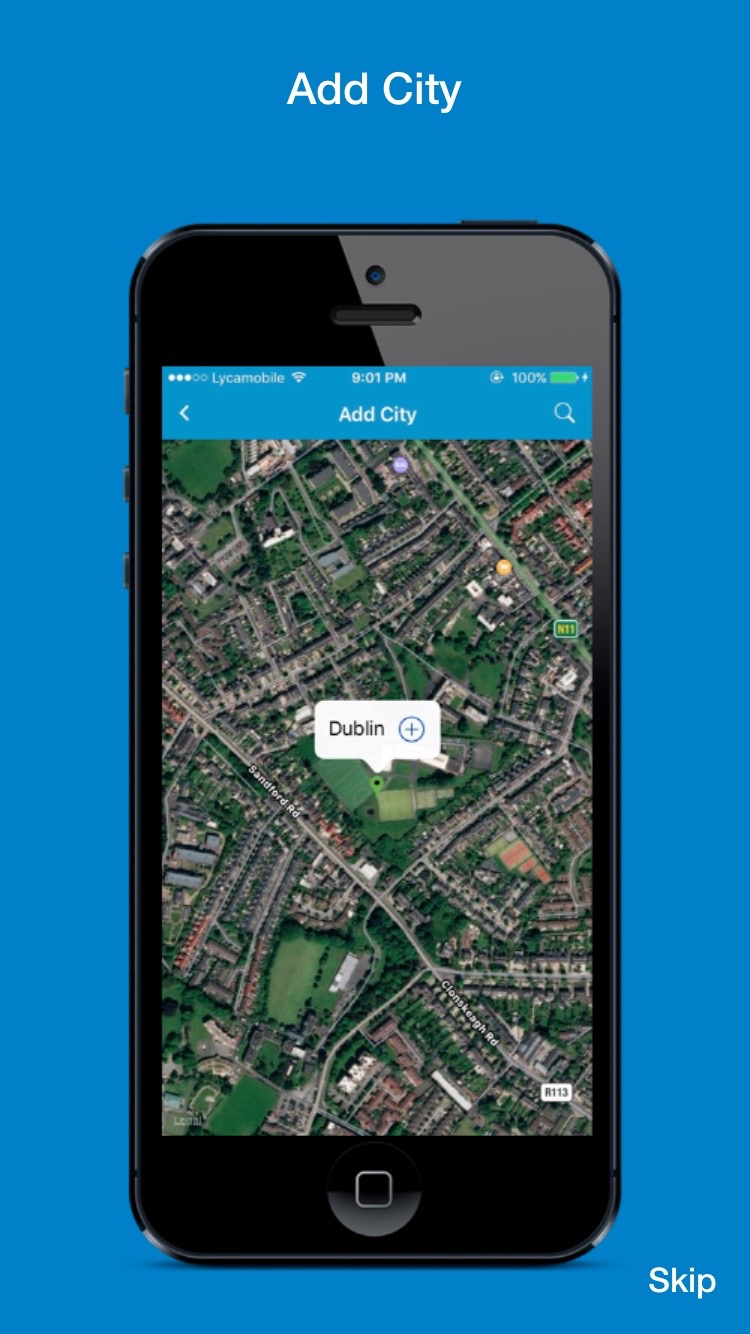 Add City
Lycamobile 9:01 PM 100%
Add City
N11
Dublin
Sandford Rd
Clonskeagh Rd
R113
Legal
Skip